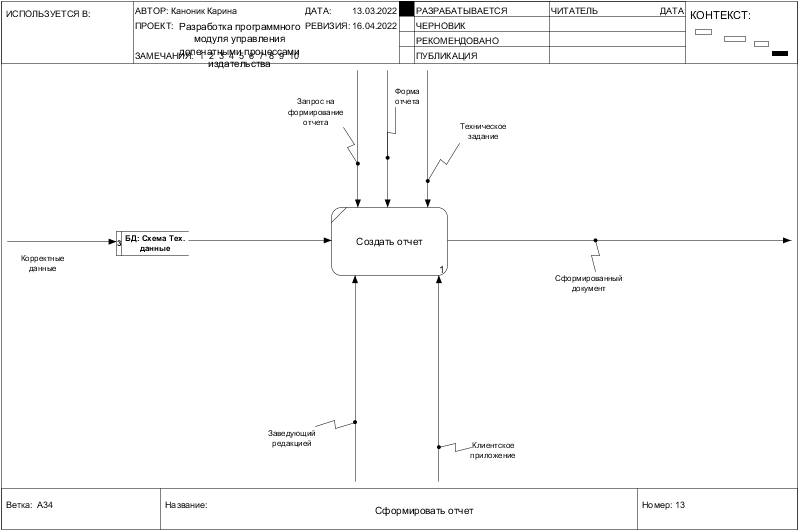 ИСПОЛЬЗУЕТСЯ В:
АВТОР: Каноник Карина
ДАТА: 13.03.2022
РАЗРАБАТЫВАЕТСЯ
ЧИТАТЕЛЬ
ДАТА
КОНТЕКСТ:
ПРОЕКТ: Разработка программного
модуля управления
допечатными процессами
издательства
РЕВИЗИЯ: 16.04.2022
ЧЕРНОВИК
РЕКОМЕНДОВАНО
ЗАМЕЧАНИЯ: 1 2 3 4 5 6 7 8 9 10
ПУБЛИКАЦИЯ
Запрос на
формирование
отчета
Форма
отчета
Техническое
задание
3
БД: Схема Тех.
данные
Создать отчет
1
Корректные
данные
Сформированный
документ
Заведующий
редакцией
Клиентское
приложение
Ветка: A34
Название:
Сформировать отчет
Номер: 13